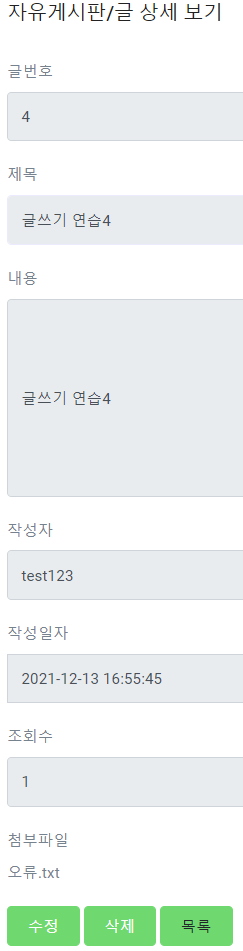 자유게시판/글 상세 보기
글번호
4
제목
글쓰기 연습4
내용
글쓰기 연습4
작성자
test123
작성일자
2021-12-13 16:55:45
조회수
1
첨부파일
오류.txt
수정 삭제 목록